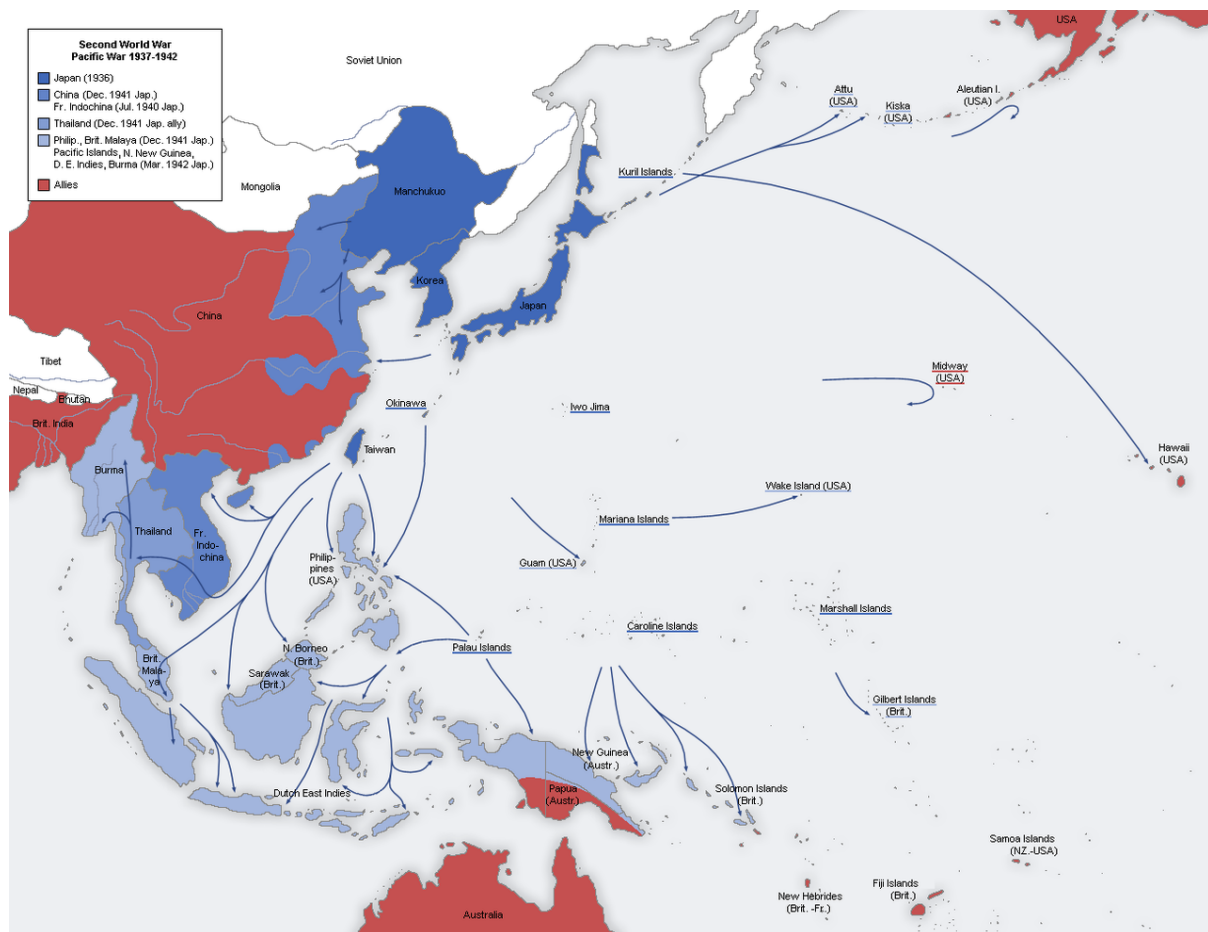 Second World War
Pacific War 1937-1942
Japan (1936)
China (Dec. 1941 Jap.)
Fr. Indochina (Jul. 1940 Jap.)
Thailand (Dec. 1941 Jap. ally)
Philip., Brit. Malaya (Dec. 1941 Jap.)
Pacific Islands, N. New Guinea,
D. E. Indies, Burma (Mar. 1942 Jap.)
Allies
USA
Soviet Union
Attu
(USA)
Kiska
(USA)
Aleutian I.
(USA)
Kuril Islands
Mongolia
Manchukuo
Korea
Japan
China
Tibet
Nepal
Bhutan
Brit. India
Midway
(USA)
Okinawa
Iwo Jima
Taiwan
Hawaii
(USA)
Burma
Wake Island (USA)
Mariana Islands
Thailand
Fr.
Indo-
china
Philip-
pines
(USA)
Guam (USA)
Marshall Islands
Caroline Islands
Palau Islands
N. Borneo
(Brit.)
Brit.
Mala-
ya
Sarawak
(Brit.)
Gilbert Islands
(Brit.)
New Guinea
(Austr.)
Dutch East Indies
Papua
(Austr.)
Solomon Islands
(Brit.)
Samoa Islands
(NZ.-USA)
New Hebrides
(Brit. -Fr.)
Fiji Islands
(Brit.)
Australia